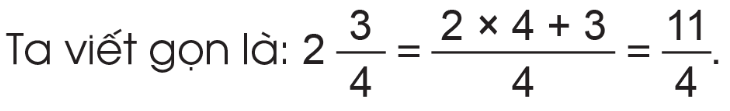 Ta viết gọn là: 2 3/4 = (2 × 4 + 3)/4 = 11/4.